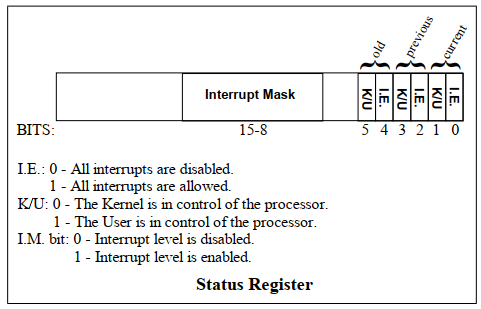 old previous current
Interrupt Mask K/U I.E. K/U I.E. K/U I.E.
BITS: 15-8 5 4 3 2 1 0
I.E.: 0 - All interrupts are disabled.
1 - All interrupts are allowed.
K/U: 0 - The Kernel is in control of the processor.
1 - The User is in control of the processor.
I.M. bit: 0 - Interrupt level is disabled.
1 - Interrupt level is enabled.
Status Register